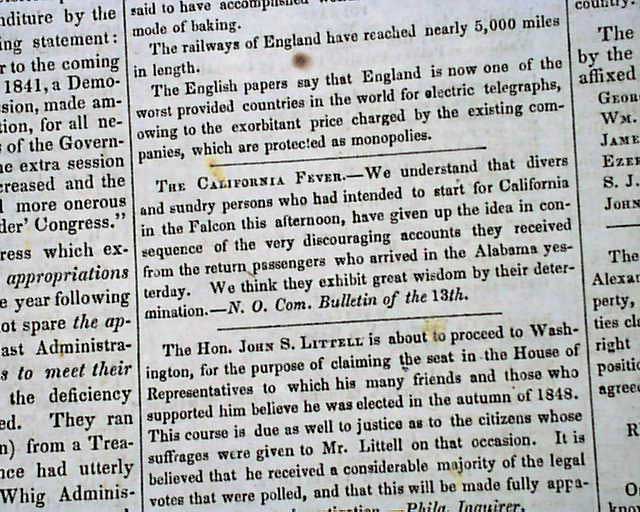 nditure by the
ing statement:
r to the coming
1841, a Demo-
sion, made am-
tion, for all ne-
s of the Govern-
ne extra session
creased and the
more onerous
der' Congress."
ress which ex-
appropriations
e year following
ot spare the ap-
ast Administra-
s to meet their
the deficiency
ed. They ran
n) from a Trea-
nce had utterly
Whig Adminis-
said to have accomplished
mode of baking.
The railways of England have reached nearly 5,000 miles
in length.
The English papers say that England is now one of the
worst provided countries in the world for electric telegraphs,
owing to the exorbitant price charged by the existing com-
panies, which are protected as monopolies.
THE CALIFORNIA FEVER.—We understand that divers
and sundry persons who had intended to start for California
in the Falcon this afternoon, have given up the idea in con-
sequence of the very discouraging accounts they received
from the return passengers who arrived in the Alabama yes-
terday. We think they exhibit great wisdom by their deter-
mination.—N. O. Com. Bulletin of the 13th.
The Hon. JOHN S. LITTELL is about to proceed to Wash-
ington, for the purpose of claiming the seat in the House of
Representatives to which his many friends and those who
supported him believe he was elected in the autumn of 1848.
This course is due as well to justice as to the citizens whose
suffrages were given to Mr. Littell on that occasion. It is
believed that he received a considerable majority of the legal
votes that were polled, and that this will be made fully appa-
—Phila. Inquirer.
country.
The
by the
affixed
GEOR
WM.
JAME
EZEK
S. J.
JOHN
The
Alexan
perty,
ties cla
right
positio
agreed
R
O
know